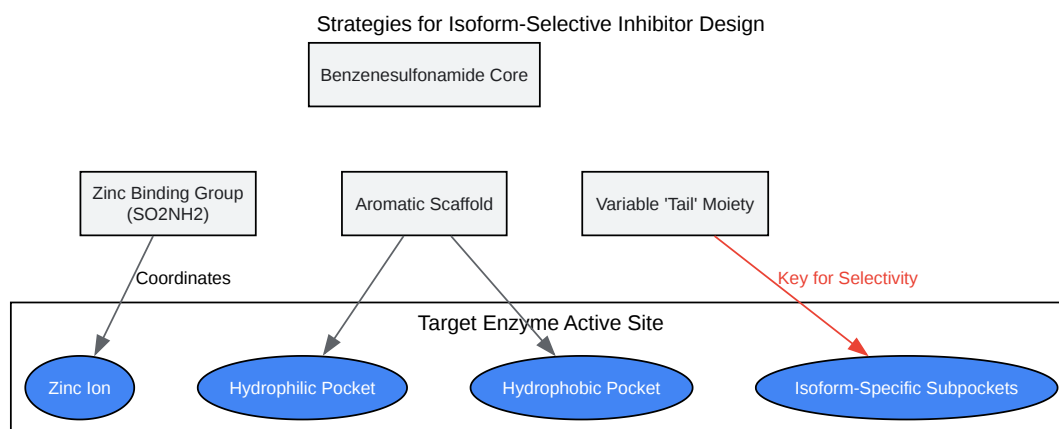 Strategies for Isoform-Selective Inhibitor Design
Benzenesulfonamide Core
Zinc Binding Group
(SO2NH2)
Aromatic Scaffold
Variable 'Tail' Moiety
Coordinates
Key for Selectivity
Target Enzyme Active Site
Zinc Ion
Hydrophilic Pocket
Hydrophobic Pocket
Isoform-Specific Subpockets